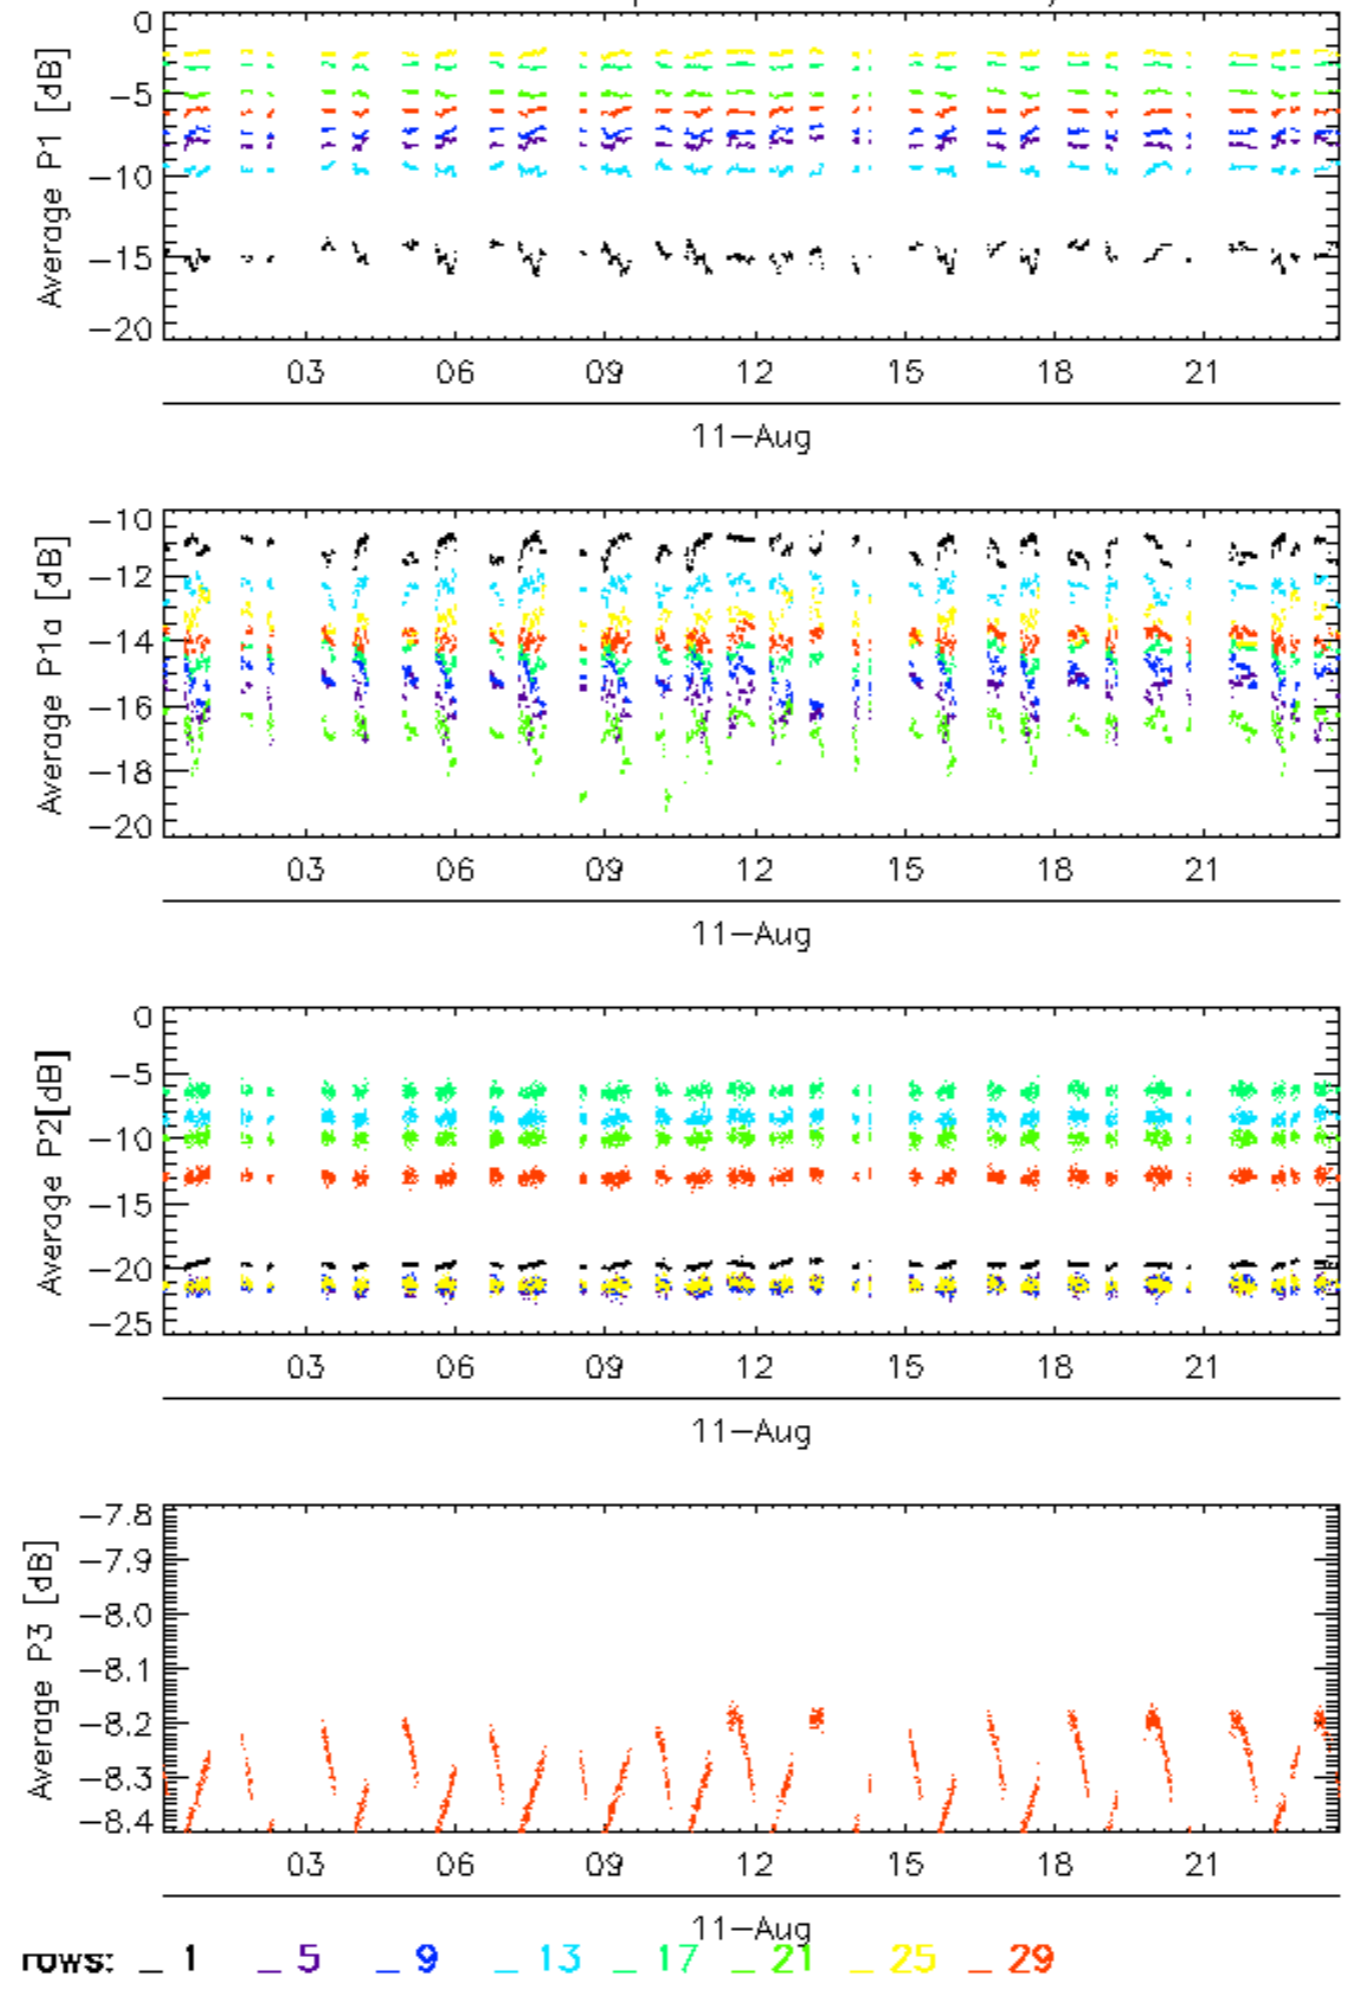 0
−5
−10
−15
−20
Average P1 [dB]
03 06 09 12 15 18 21
11−Aug
−10
−12
−14
−16
−18
−20
Average P1a [dB]
03 06 09 12 15 18 21
11−Aug
0
−5
−10
−15
−20
−25
Average P2[dB]
03 06 09 12 15 18 21
11−Aug
−7.8
−7.9
−8.0
−8.1
−8.2
−8.3
−8.4
Average P3 [dB]
03 06 09 12 15 18 21
11−Aug
rows: _ 1 _ 5 _ 9 _ 13 _ 17 _ 21 _ 25 _ 29